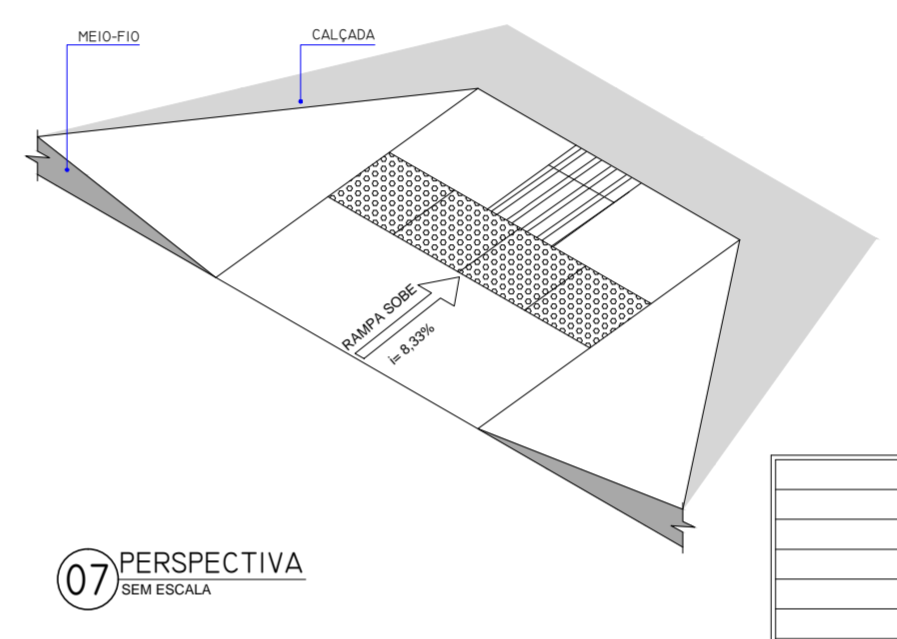 MEIO-FIO
CALÇADA
RAMPA SOBE
i= 8,33%
07
PERSPECTIVA
SEM ESCALA